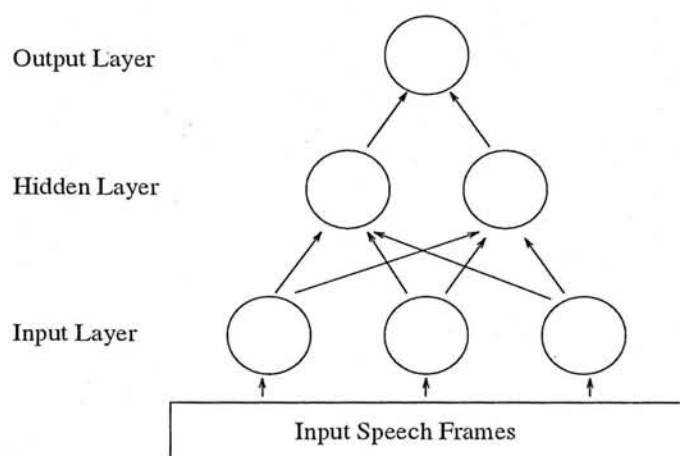 Output Layer
Hidden Layer
Input Layer
Input Speech Frames